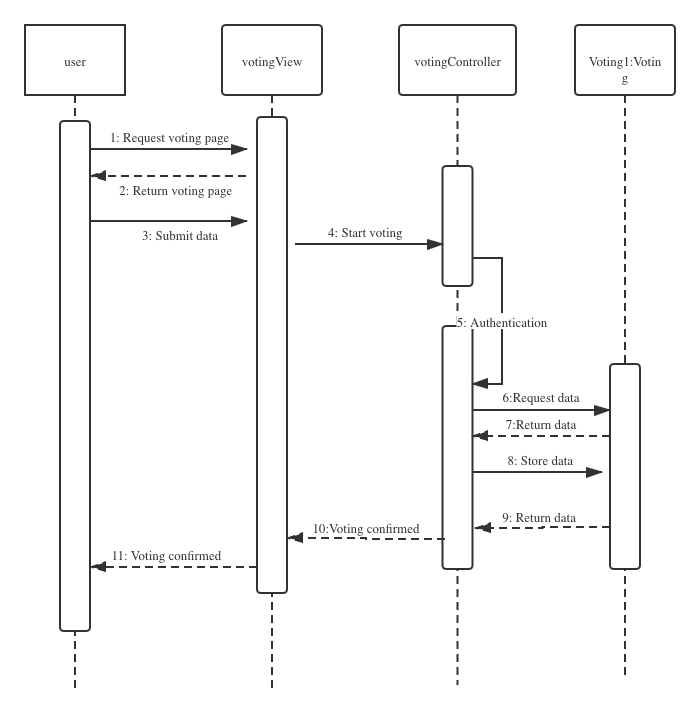 user
votingView
votingController
Voting1:Votin
g
1: Request voting page
2: Return voting page
3: Submit data
4: Start voting
5: Authentication
6:Request data
7:Return data
8: Store data
9: Return data
10:Voting confirmed
11: Voting confirmed